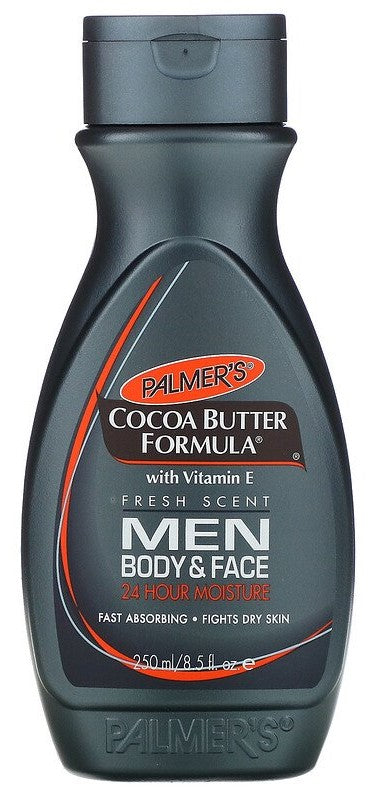 PALMER'S®
COCOA BUTTER
FORMULA®
®
with Vitamin E
FRESH SCENT
MEN
BODY & FACE
24 HOUR MOISTURE
FAST ABSORBING • FIGHTS DRY SKIN
250 ml/8.5 fl. oz. e
PALMER'S®